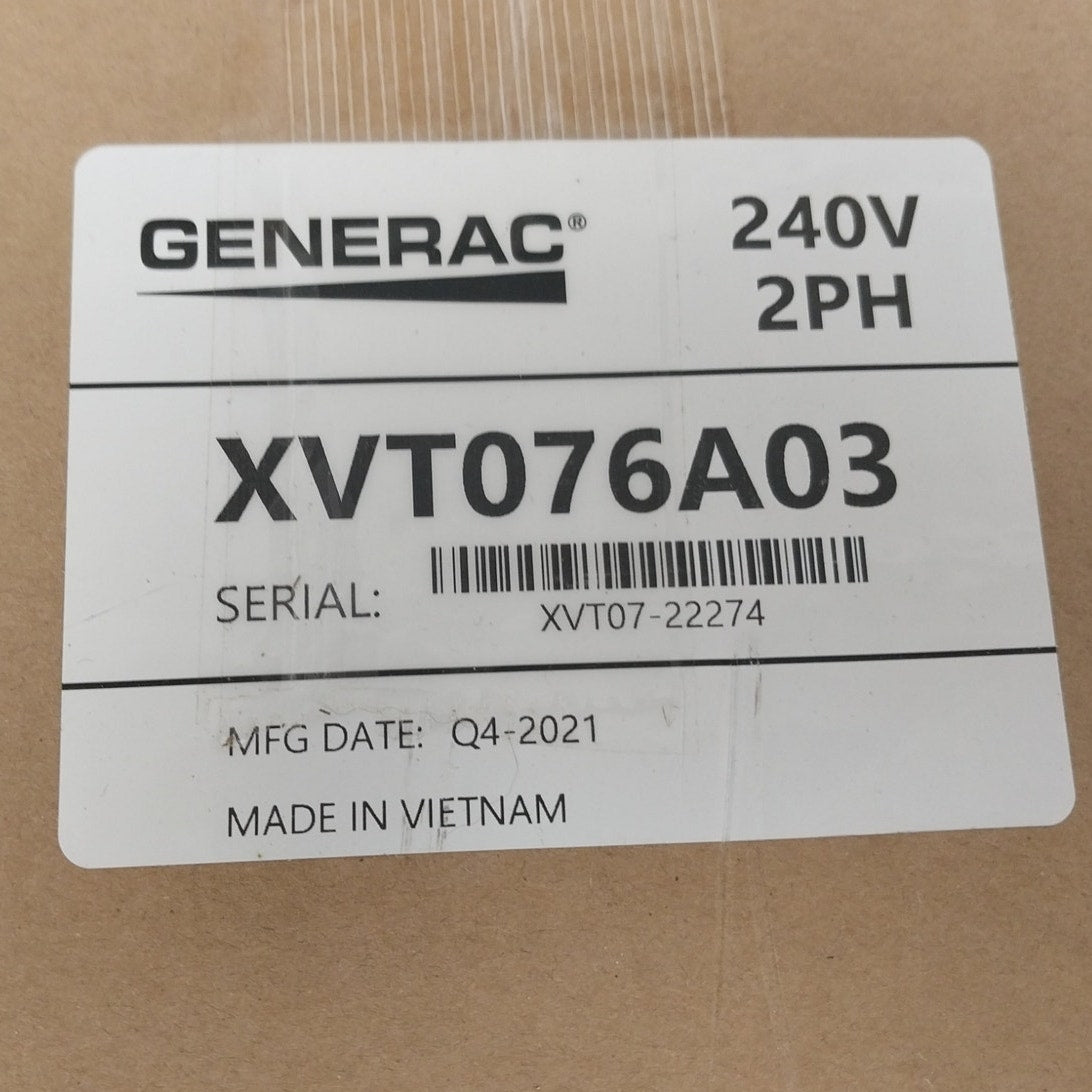 GENERAC®
240V
2PH
XVT076A03
SERIAL:
XVT07-22274
MFG DATE: Q4-2021
MADE IN VIETNAM